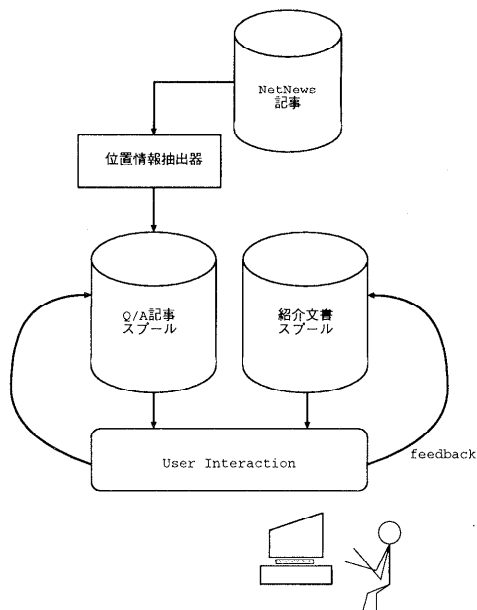 NetNews
記事
位置情報抽出器
Q/A記事
スプール
紹介文書
スプール
User Interaction
feedback